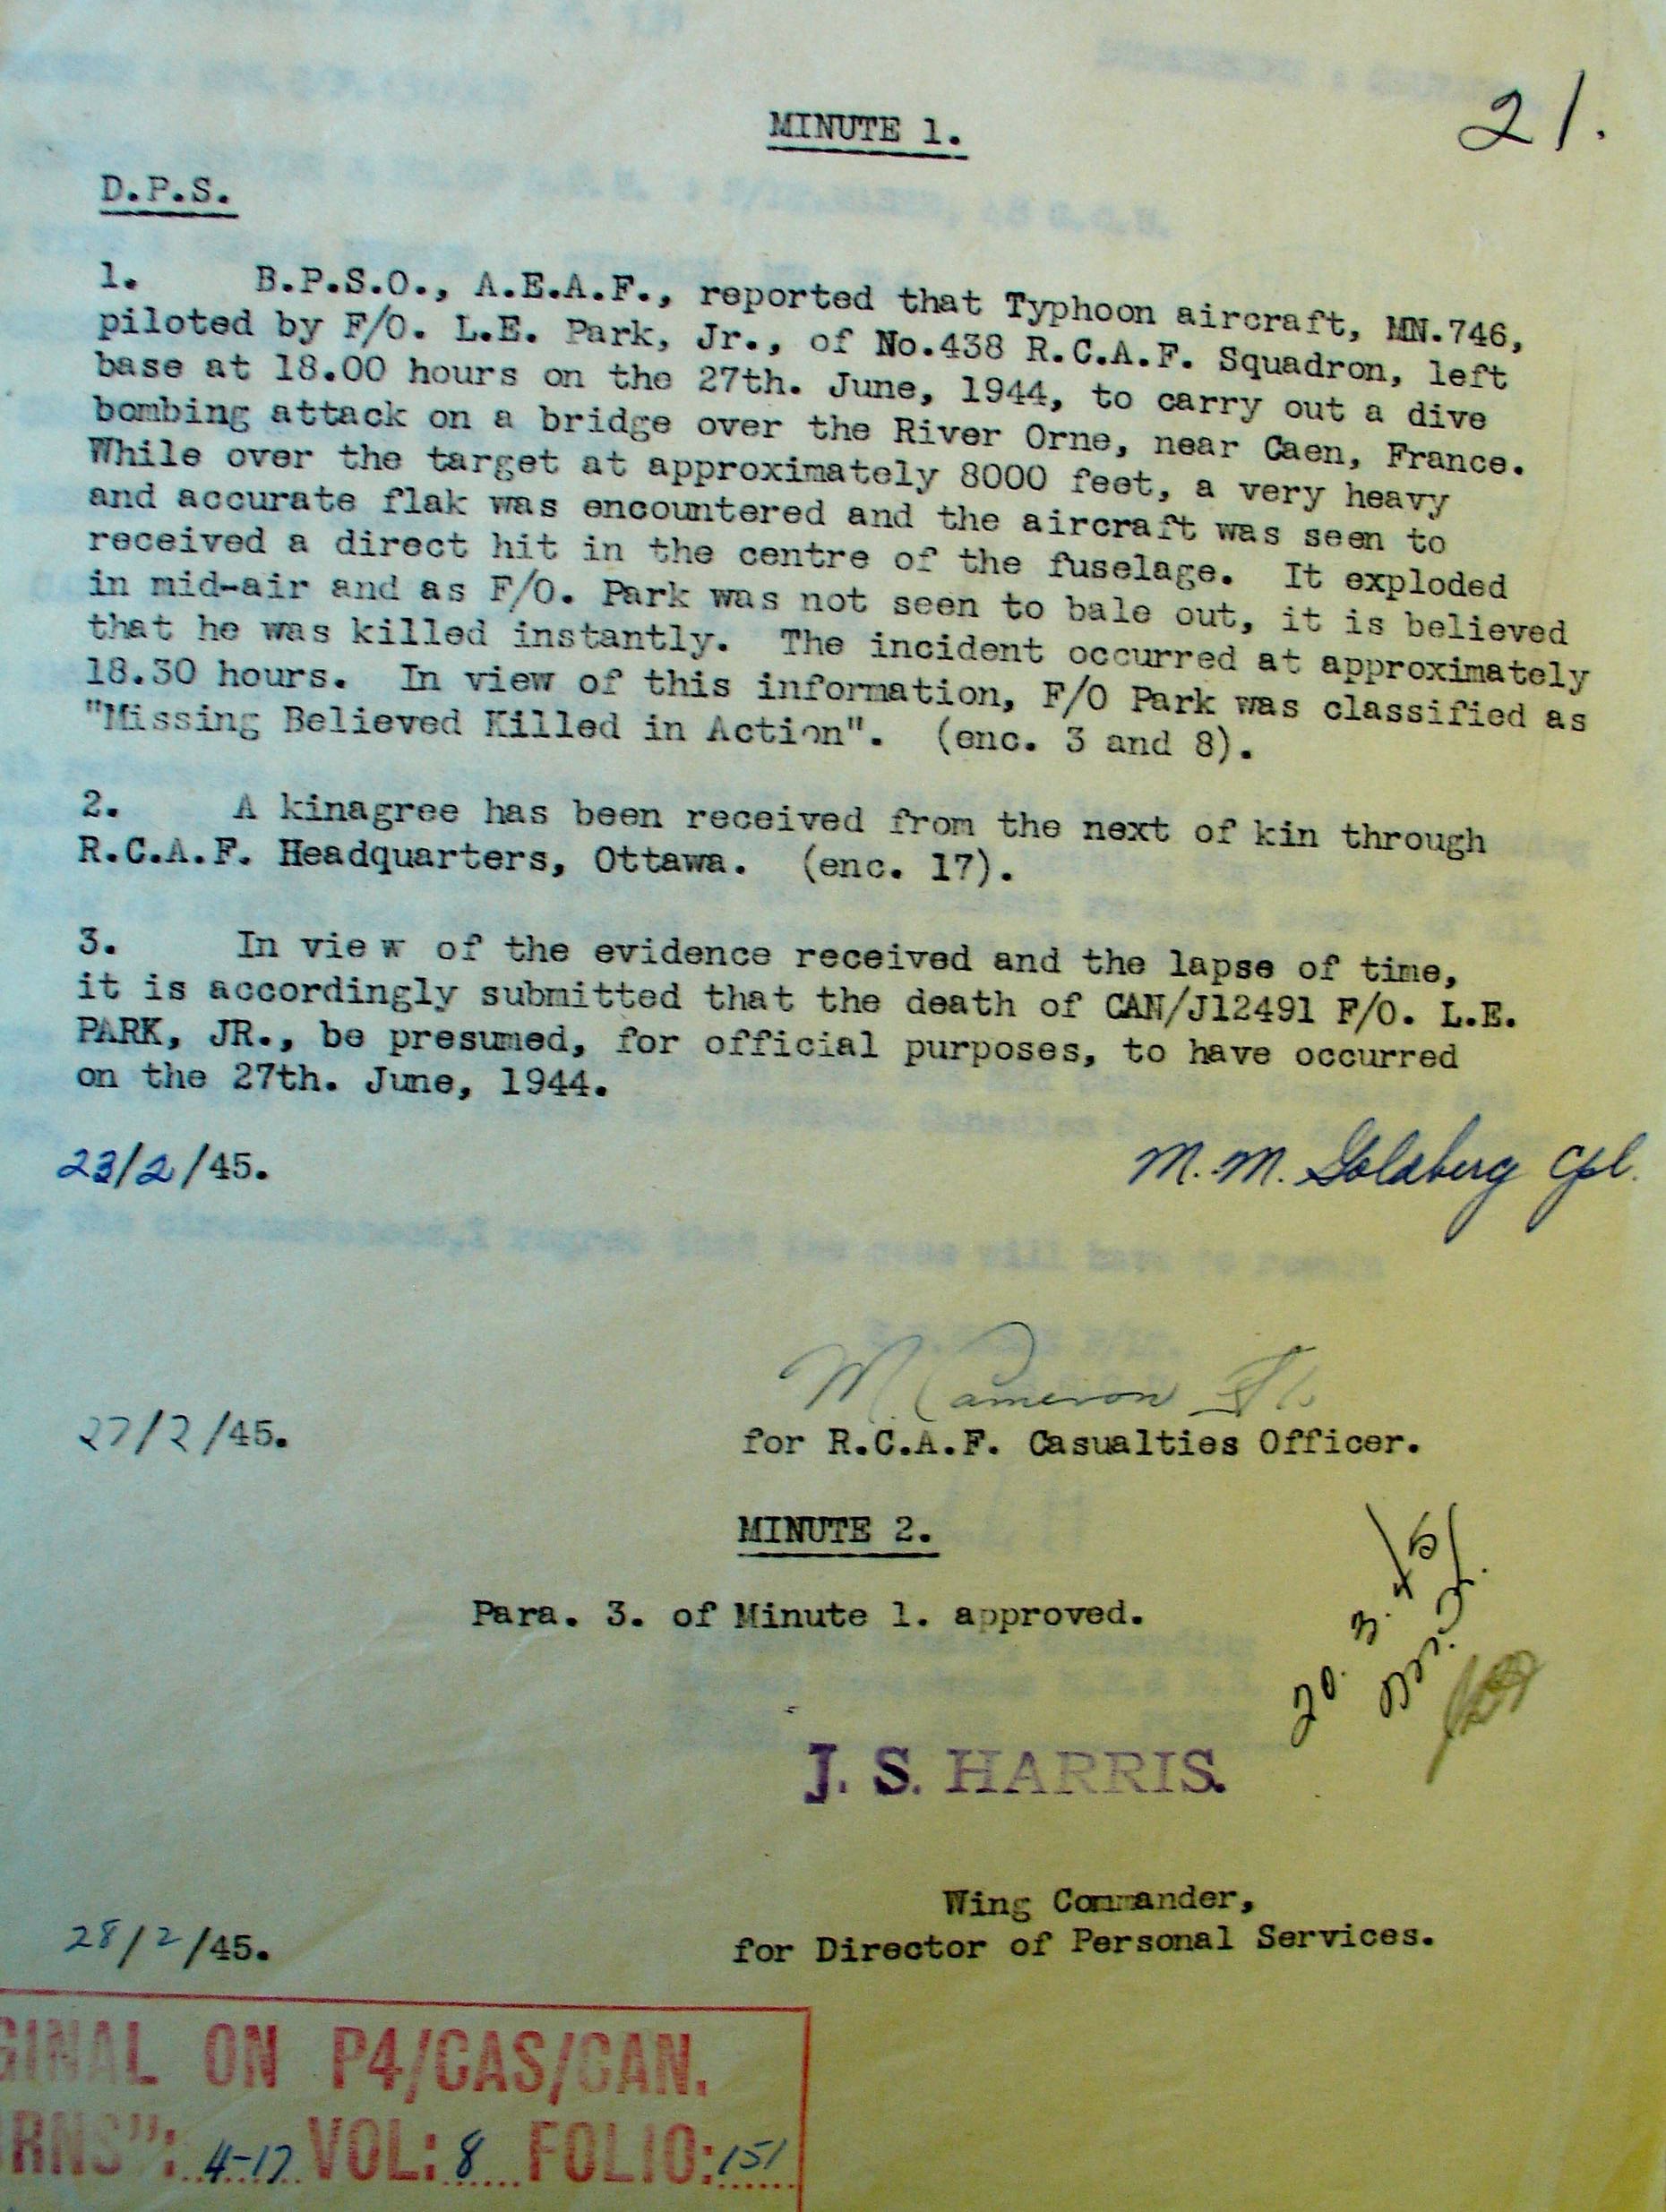 21.
MINUTE 1.
D.P.S.
1. B.P.S.O., A.E.A.F., reported that Typhoon aircraft, MN.746,
piloted by F/O. L.E. Park, Jr., of No.438 R.C.A.F. Squadron, left
base at 18.00 hours on the 27th. June, 1944, to carry out a dive
bombing attack on a bridge over the River Orne, near Caen, France.
While over the target at approximately 8000 feet, a very heavy
and accurate flak was encountered and the aircraft was seen to
received a direct hit in the centre of the fuselage. It exploded
in mid-air and as F/O. Park was not seen to bale out, it is believed
that he was killed instantly. The incident occurred at approximately
18.30 hours. In view of this information, F/O Park was classified as
"Missing Believed Killed in Action". (enc. 3 and 8).
2. A kinagree has been received from the next of kin through
R.C.A.F. Headquarters, Ottawa. (enc. 17).
3. In view of the evidence received and the lapse of time,
it is accordingly submitted that the death of CAN/J12491 F/O. L.E.
PARK, JR., be presumed, for official purposes, to have occurred
on the 27th. June, 1944.
23/2/45. M. M. Goldberg Cpl.
M Cameron
27/2/45. for R.C.A.F. Casualties Officer.
MINUTE 2.
Para. 3. of Minute 1. approved.
20.3.45
J. S. HARRIS.
Wing Commander,
28/2/45. for Director of Personal Services.
GINAL ON P4/CAS/CAN.
RNS": 4-17 VOL: 8 FOLIO: 151